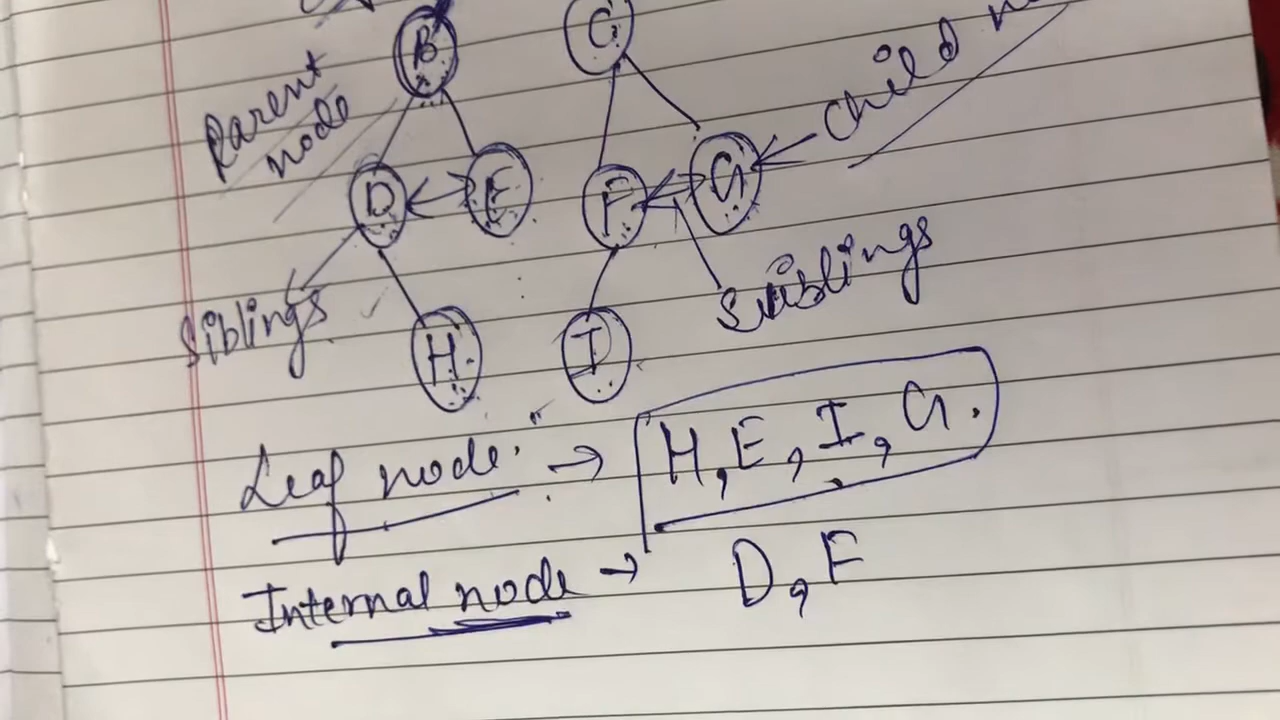 B C
Parent node
child
D E F G
Siblings
Siblings
H I
Leaf node. → H, E, I, G.
Internal node → D, F